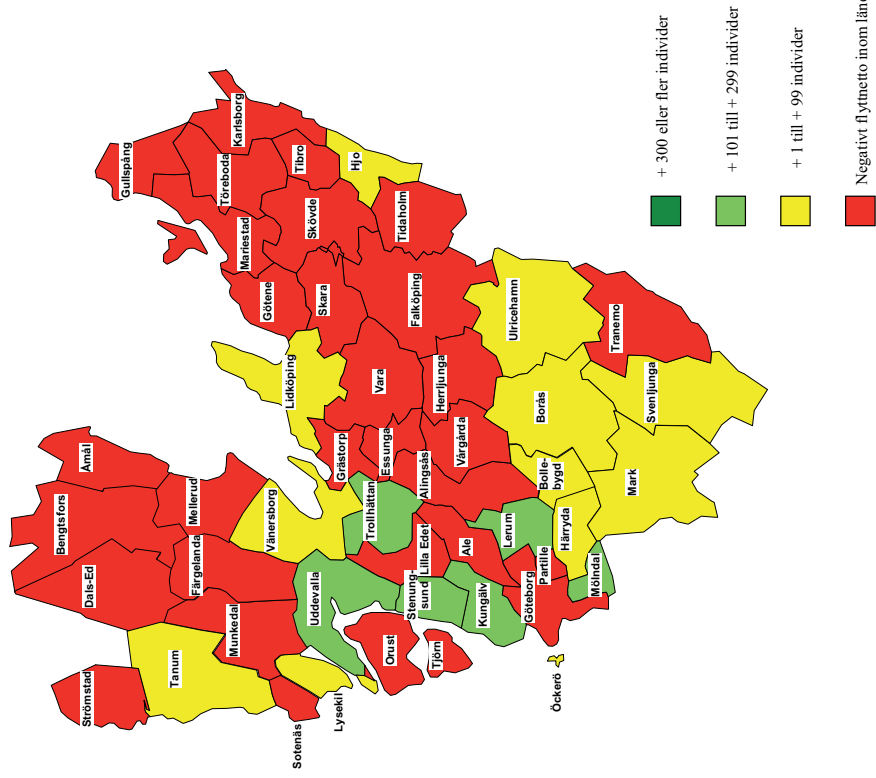 Strömstad
Tanum
Sotenäs
Lysekil
Munkedal
Dals-Ed
Bengtsfors
Åmål
Färgelanda
Mellerud
Vänersborg
Uddevalla
Orust
Tjörn
Stenung-
sund
Kungälv
Öckerö
Göteborg
Partille
Mölndal
Härryda
Lerum
Ale
Lilla Edet
Trollhättan
Alingsås
Bolle-
bygd
Grästorp
Essunga
Vårgårda
Herrljunga
Vara
Lidköping
Borås
Mark
Svenljunga
Tranemo
Ulricehamn
Falköping
Skara
Götene
Mariestad
Skövde
Tidaholm
Hjo
Tibro
Karlsborg
Töreboda
Gullspång
+ 300 eller fler individer
+ 101 till + 299 individer
+ 1 till + 99 individer
Negativt flyttnetto inom